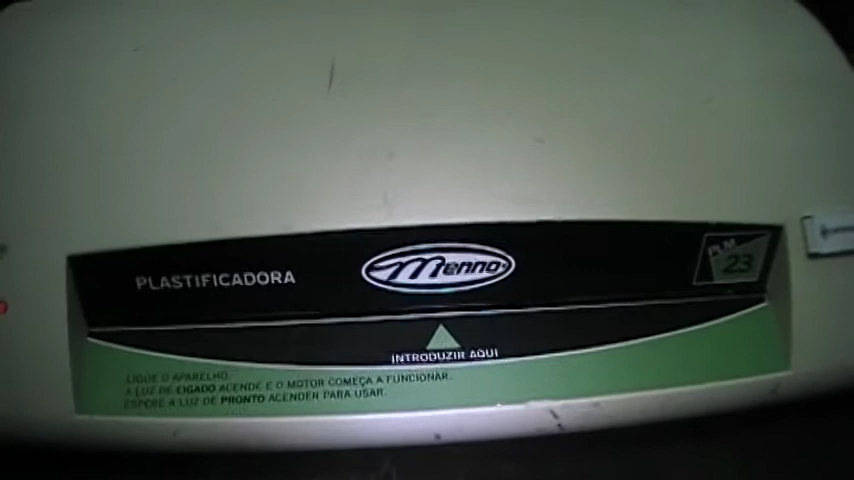 PLASTIFICADORA
Menno
PLM
23
INTRODUZIR AQUI
LIGUE O APARELHO.
A LUZ DE LIGADO ACENDE E O MOTOR COMEÇA A FUNCIONAR.
ESPERE A LUZ DE PRONTO ACENDER PARA USAR.